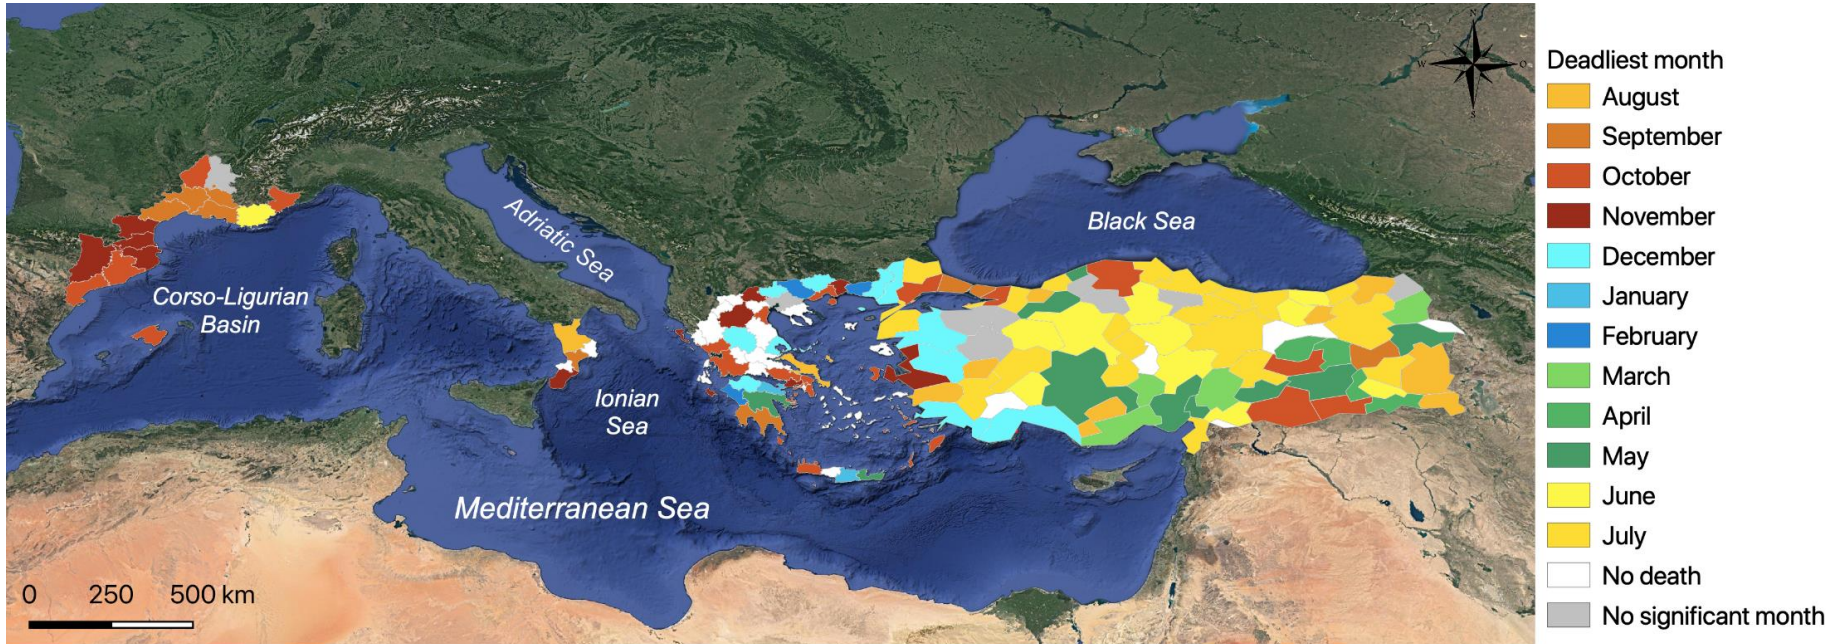 N
W
O
S
Deadliest month
August
September
October
November
December
January
February
March
April
May
June
July
No death
No significant month
Adriatic Sea
Black Sea
Corso-Ligurian
Basin
Ionian
Sea
Mediterranean Sea
0 250 500 km